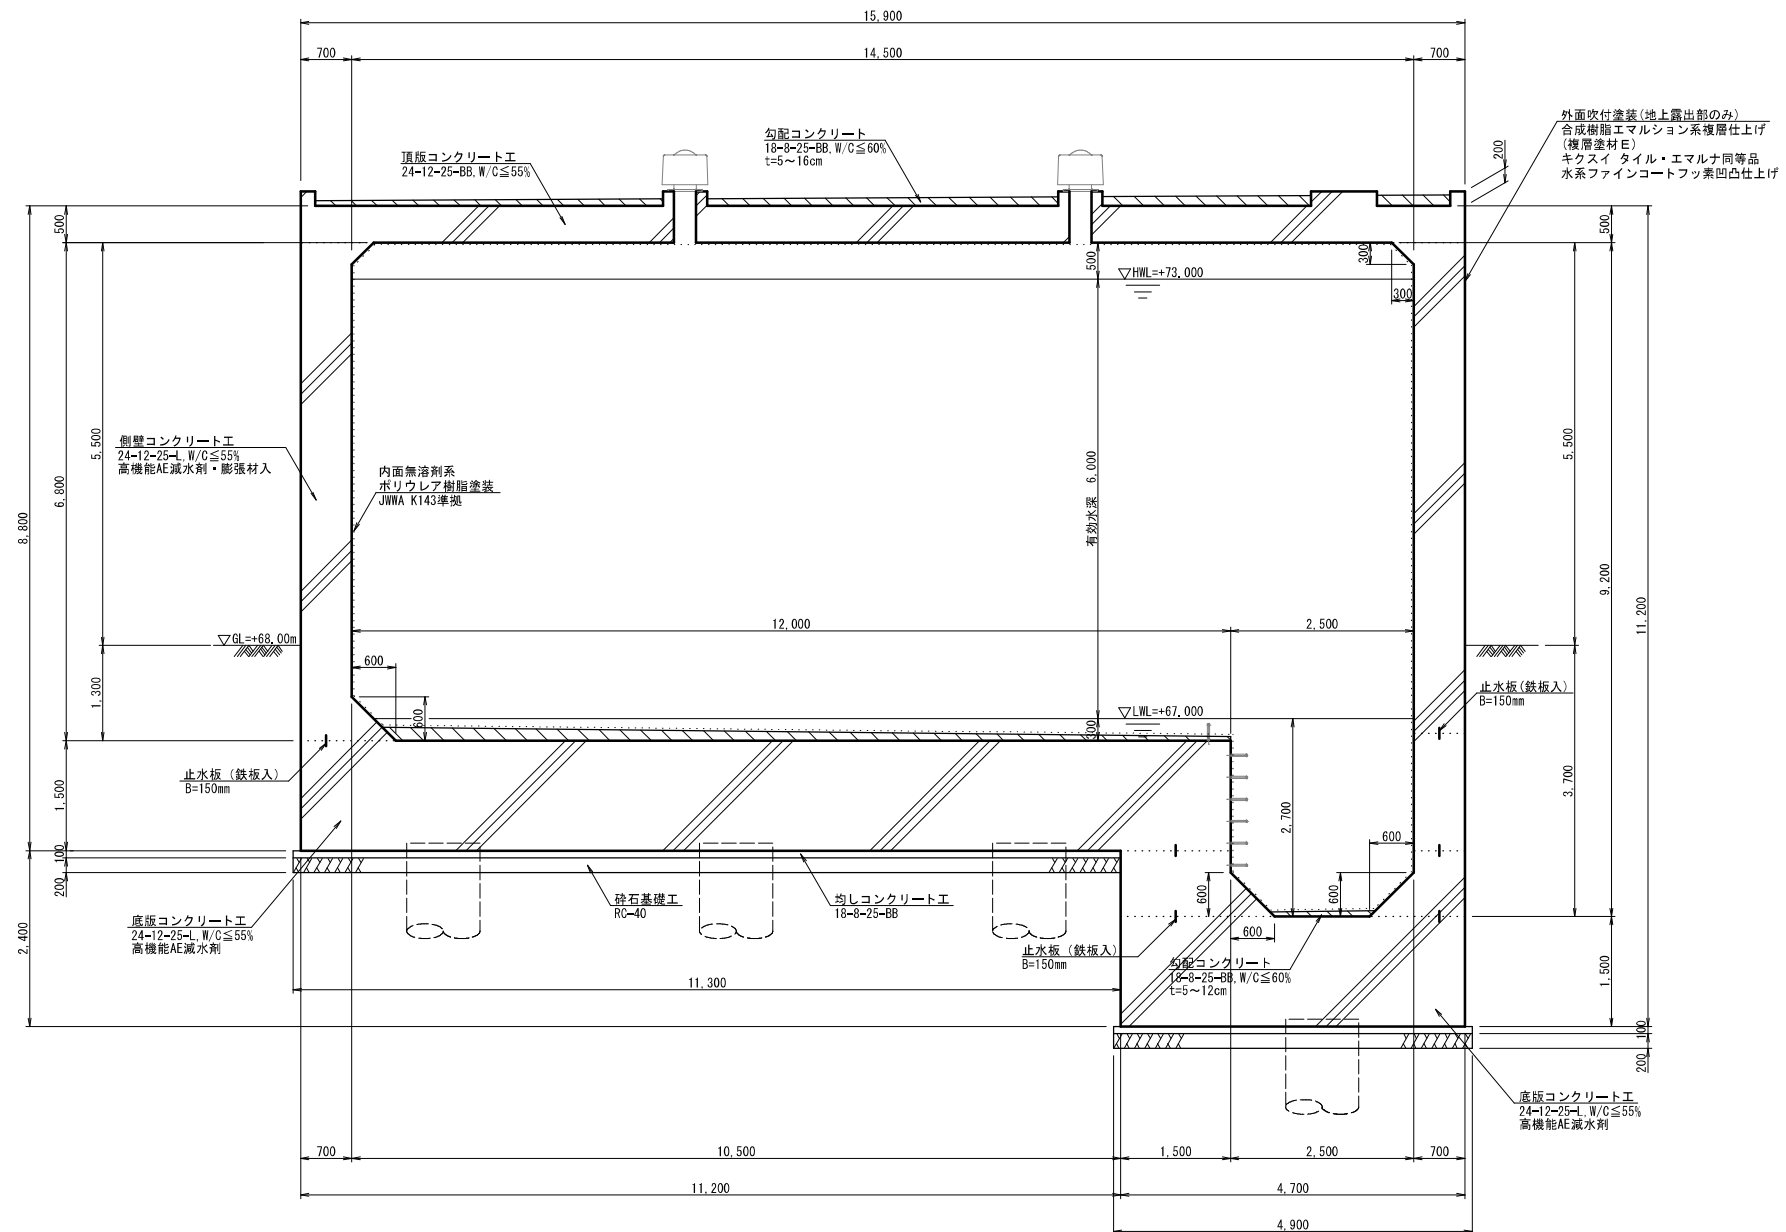 15,900
700
14,500
700
外面吹付塗装(地上露出部のみ)
合成樹脂エマルション系複層仕上げ
(複層塗材E)
キクスイ タイル・エマルナ同等品
水系ファインコートフッ素凹凸仕上げ
200
頂版コンクリート工
24-12-25-BB,W/C≦55%
勾配コンクリート
18-8-25-BB,W/C≦60%
t=5~16cm
500
500
500
300
300
▽HWL=+73.000
側壁コンクリート工
24-12-25-L,W/C≦55%
高機能AE減水剤・膨張材入
内面無溶剤系
ポリウレア樹脂塗装
JWWA K143準拠
8,800
6,800
5,500
有効水深 6,000
5,500
9,200
11,200
12,000
2,500
▽GL=+68.00m
600
600
1,300
▽LWL=+67.000
300
止水板(鉄板入)
B=150mm
止水板 (鉄板入)
B=150mm
1,500
2,700
3,700
600
100
200
600
600
600
砕石基礎工
RC-40
均しコンクリート工
18-8-25-BB
底版コンクリート工
24-12-25-L,W/C≦55%
高機能AE減水剤
2,400
止水板 (鉄板入)
B=150mm
勾配コンクリート
18-8-25-BB,W/C≦60%
t=5~12cm
1,500
11,300
100
200
底版コンクリート工
24-12-25-L,W/C≦55%
高機能AE減水剤
700
10,500
1,500
2,500
700
11,200
4,700
4,900